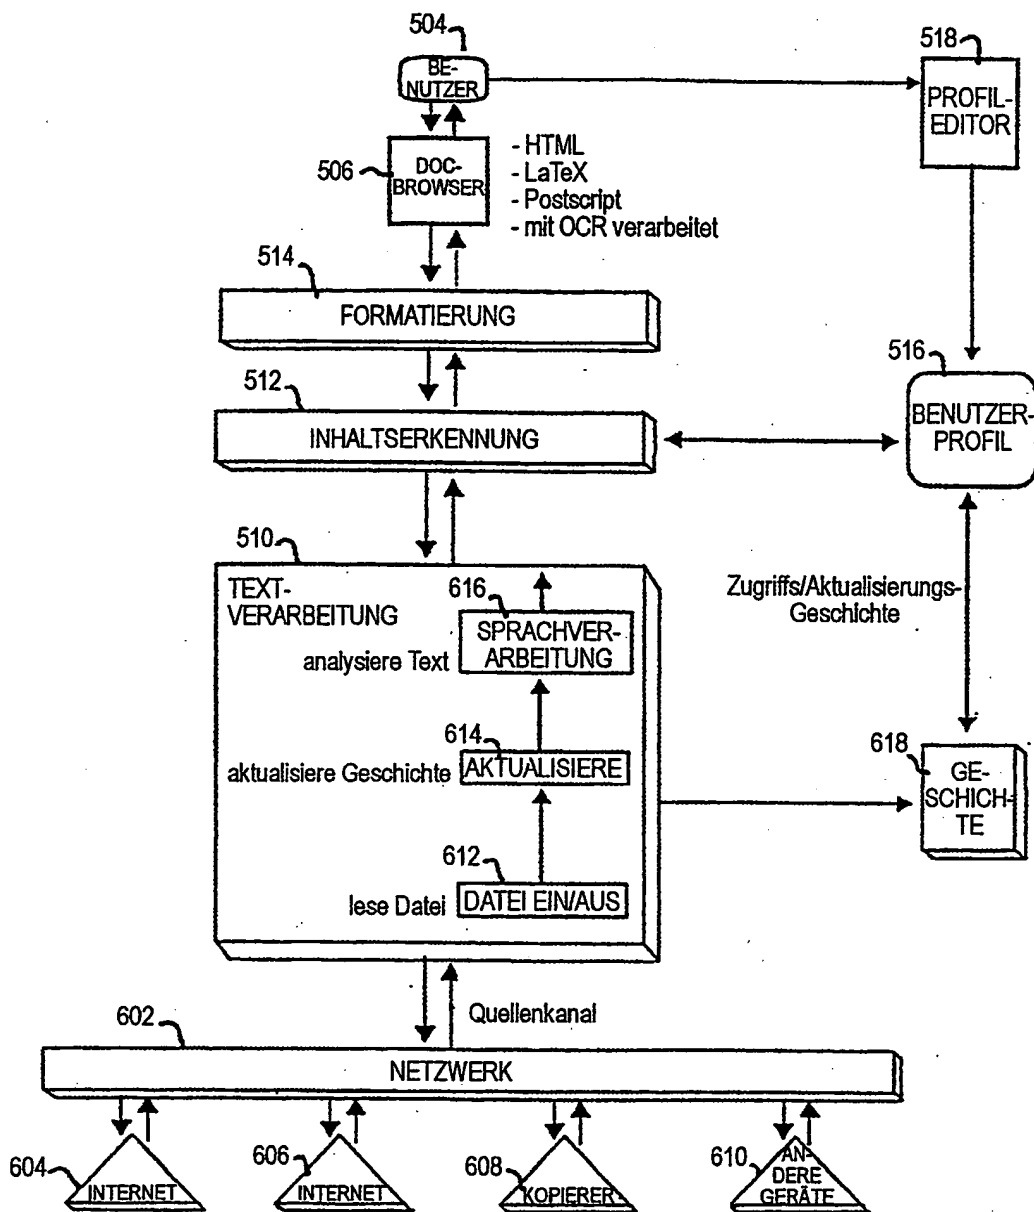 504
518
BE-
NUTZER
PROFIL-
EDITOR
506
DOC-
BROWSER
- HTML
- LaTeX
- Postscript
- mit OCR verarbeitet
514
FORMATIERUNG
516
512
INHALTSERKENNUNG
BENUTZER-
PROFIL
510
TEXT-
VERARBEITUNG
616
SPRACHVER-
ARBEITUNG
analysiere Text
Zugriffs/Aktualisierungs-
Geschichte
614
aktualisiere Geschichte
AKTUALISIERE
618
GE-
SCHICH-
TE
612
lese Datei
DATEI EIN/AUS
Quellenkanal
602
NETZWERK
604
INTERNET
606
INTERNET
608
KOPIERER-
610
AN-
DERE
GERÄTE